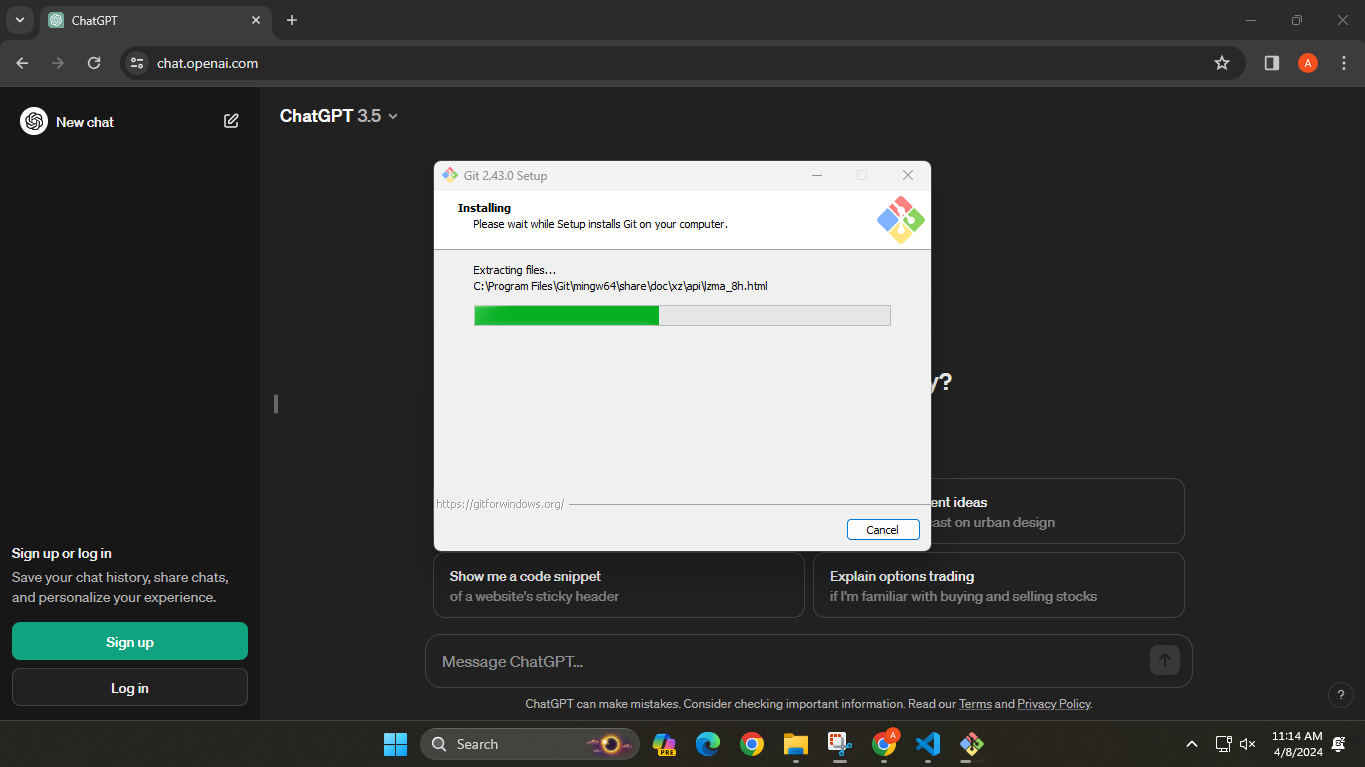 ChatGPT
chat.openai.com
A
New chat
ChatGPT 3.5
Git 2.43.0 Setup
Installing
Please wait while Setup installs Git on your computer.
Extracting files...
C:\Program Files\Git\mingw64\share\doc\xz\api\lzma_8h.html
y?
https://gitforwindows.org/
Cancel
ent ideas
cast on urban design
Show me a code snippet
of a website's sticky header
Explain options trading
if I'm familiar with buying and selling stocks
Sign up or log in
Save your chat history, share chats,
and personalize your experience.
Sign up
Log in
Message ChatGPT...
ChatGPT can make mistakes. Consider checking important information. Read our Terms and Privacy Policy.
?
Search
PRE
A
11:14 AM
4/8/2024